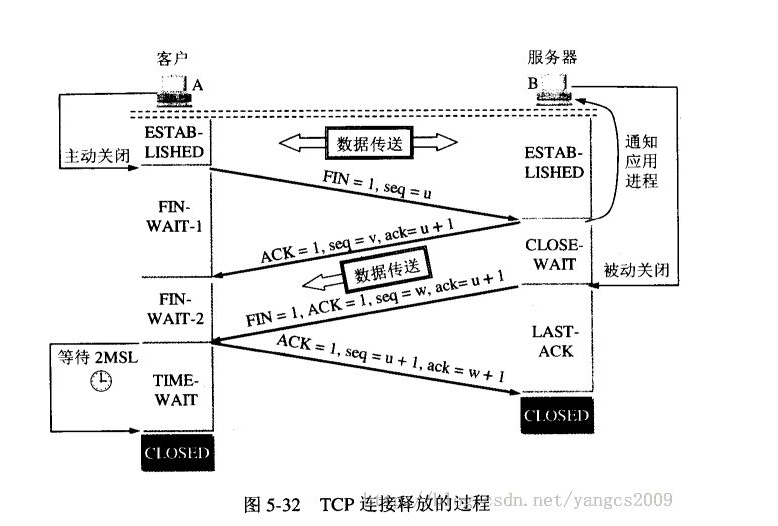 客户
服务器
A
B
ESTAB-
LISHED
数据传送
通知
应用
进程
主动关闭
ESTAB-
LISHED
FIN = 1, seq = u
FIN-
WAIT-1
ACK = 1, seq = v, ack= u + 1
CLOSE-
WAIT
数据传送
被动关闭
FIN-
WAIT-2
FIN = 1, ACK = 1, seq = w, ack= u + 1
LAST-
ACK
等待 2MSL
ACK = 1, seq = u + 1, ack = w + 1
TIME-
WAIT
CLOSED
CLOSED
图 5-32 TCP 连接释放的过程
http://blog.csdn.net/yangcs2009